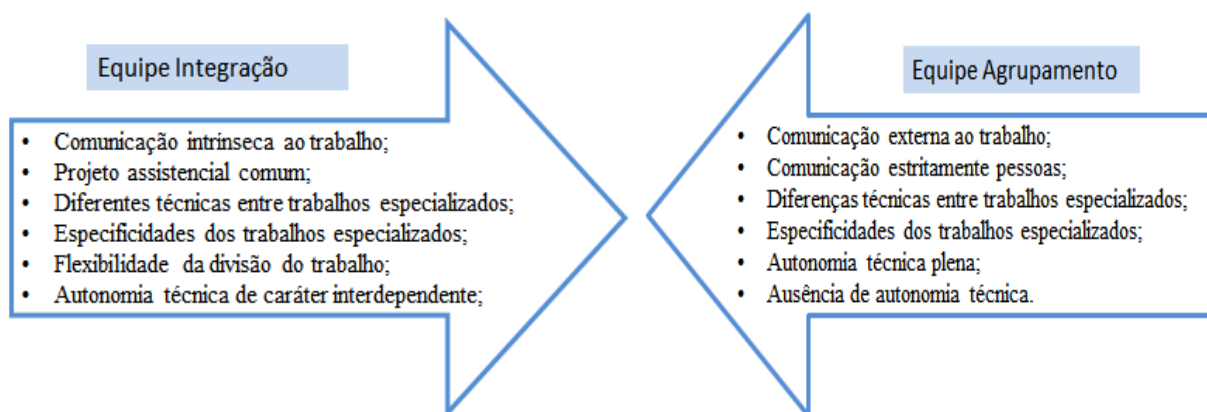 Equipe Integração
• Comunicação intrínseca ao trabalho;
• Projeto assistencial comum;
• Diferentes técnicas entre trabalhos especializados;
• Especificidades dos trabalhos especializados;
• Flexibilidade da divisão do trabalho;
• Autonomia técnica de caráter interdependente;
Equipe Agrupamento
• Comunicação externa ao trabalho;
• Comunicação estritamente pessoas;
• Diferenças técnicas entre trabalhos especializados;
• Especificidades dos trabalhos especializados;
• Autonomia técnica plena;
• Ausência de autonomia técnica.